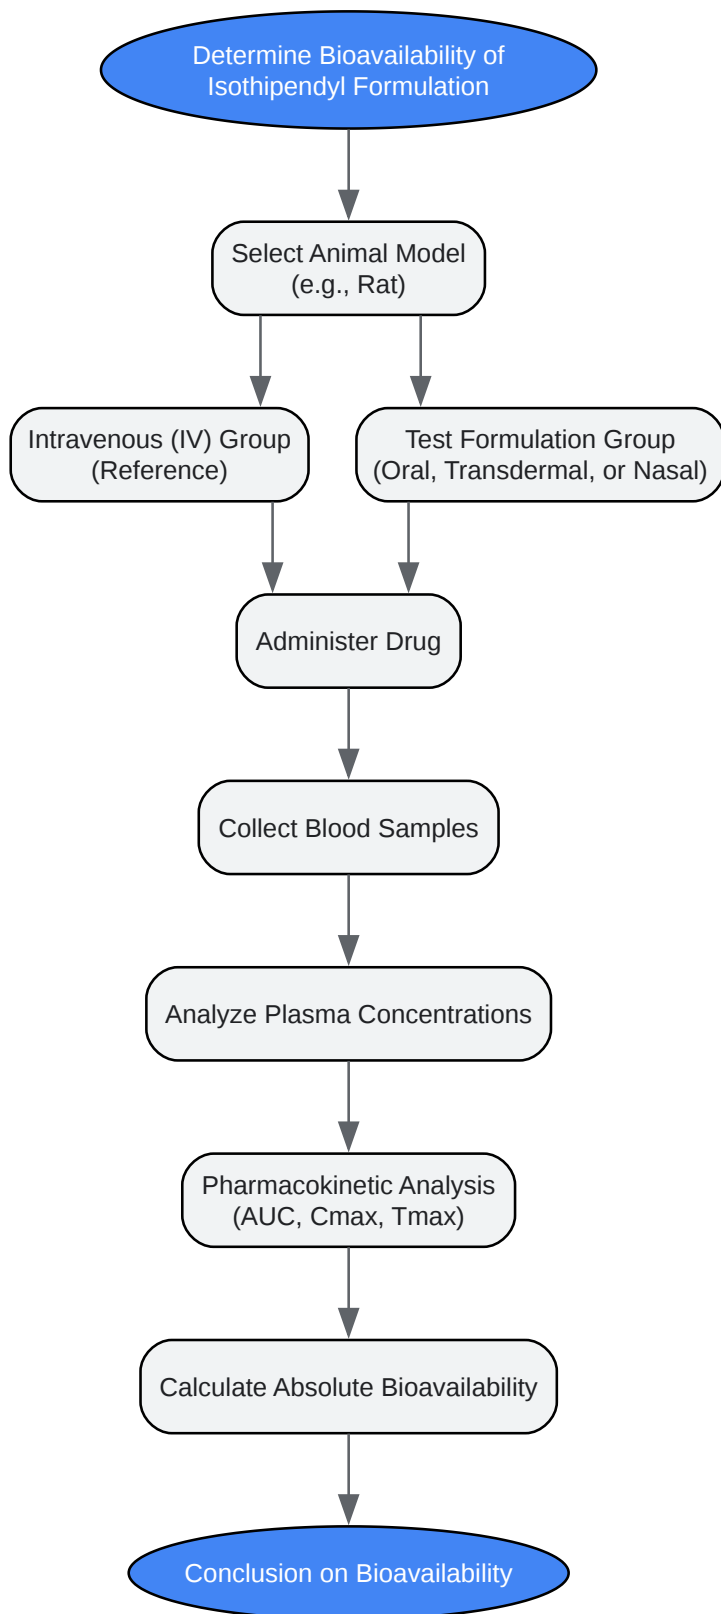 Determine Bioavailability of
Isothipendyl Formulation
Select Animal Model
(e.g., Rat)
Intravenous (IV) Group
(Reference)
Test Formulation Group
(Oral, Transdermal, or Nasal)
Administer Drug
Collect Blood Samples
Analyze Plasma Concentrations
Pharmacokinetic Analysis
(AUC, Cmax, Tmax)
Calculate Absolute Bioavailability
Conclusion on Bioavailability